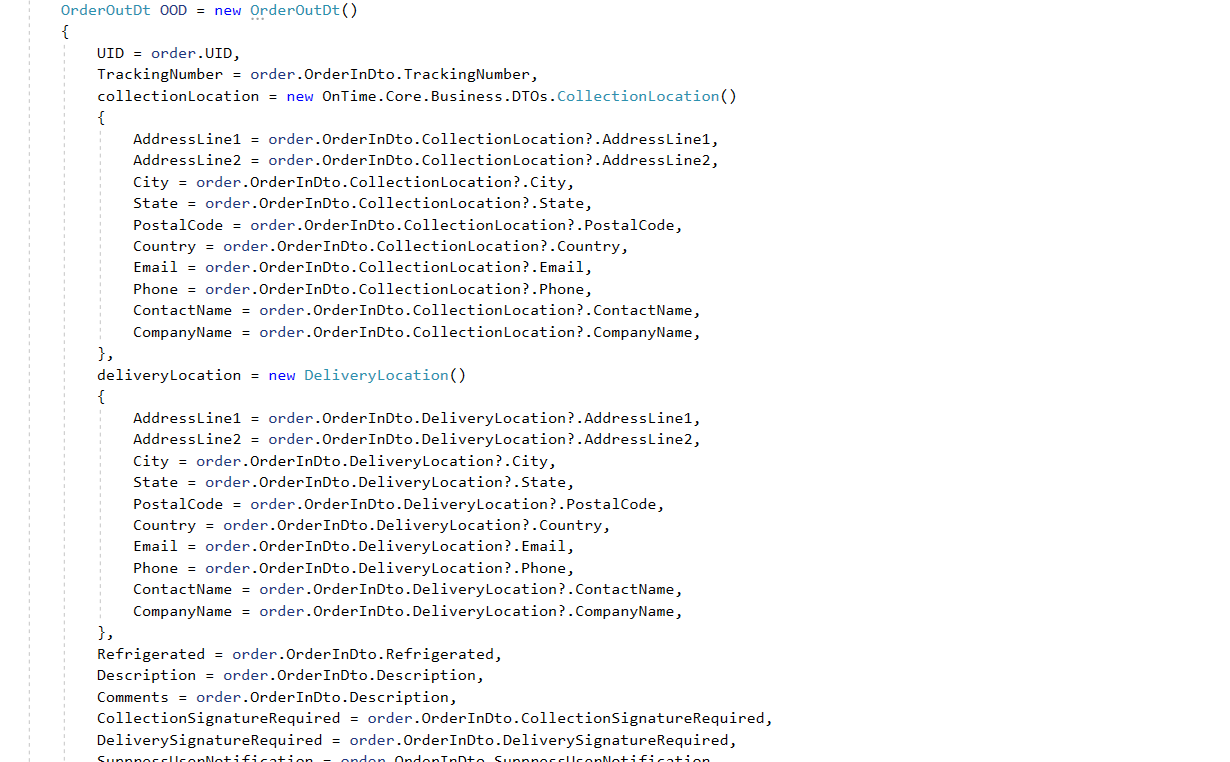 OrderOutDt OOD = new OrderOutDt()
{
UID = order.UID,
TrackingNumber = order.OrderInDto.TrackingNumber,
collectionLocation = new OnTime.Core.Business.DTOs.CollectionLocation()
{
AddressLine1 = order.OrderInDto.CollectionLocation?.AddressLine1,
AddressLine2 = order.OrderInDto.CollectionLocation?.AddressLine2,
City = order.OrderInDto.CollectionLocation?.City,
State = order.OrderInDto.CollectionLocation?.State,
PostalCode = order.OrderInDto.CollectionLocation?.PostalCode,
Country = order.OrderInDto.CollectionLocation?.Country,
Email = order.OrderInDto.CollectionLocation?.Email,
Phone = order.OrderInDto.CollectionLocation?.Phone,
ContactName = order.OrderInDto.CollectionLocation?.ContactName,
CompanyName = order.OrderInDto.CollectionLocation?.CompanyName,
},
deliveryLocation = new DeliveryLocation()
{
AddressLine1 = order.OrderInDto.DeliveryLocation?.AddressLine1,
AddressLine2 = order.OrderInDto.DeliveryLocation?.AddressLine2,
City = order.OrderInDto.DeliveryLocation?.City,
State = order.OrderInDto.DeliveryLocation?.State,
PostalCode = order.OrderInDto.DeliveryLocation?.PostalCode,
Country = order.OrderInDto.DeliveryLocation?.Country,
Email = order.OrderInDto.DeliveryLocation?.Email,
Phone = order.OrderInDto.DeliveryLocation?.Phone,
ContactName = order.OrderInDto.DeliveryLocation?.ContactName,
CompanyName = order.OrderInDto.DeliveryLocation?.CompanyName,
},
Refrigerated = order.OrderInDto.Refrigerated,
Description = order.OrderInDto.Description,
Comments = order.OrderInDto.Description,
CollectionSignatureRequired = order.OrderInDto.CollectionSignatureRequired,
DeliverySignatureRequired = order.OrderInDto.DeliverySignatureRequired,
SuppressUserNotification = order.OrderInDto.SuppressUserNotification